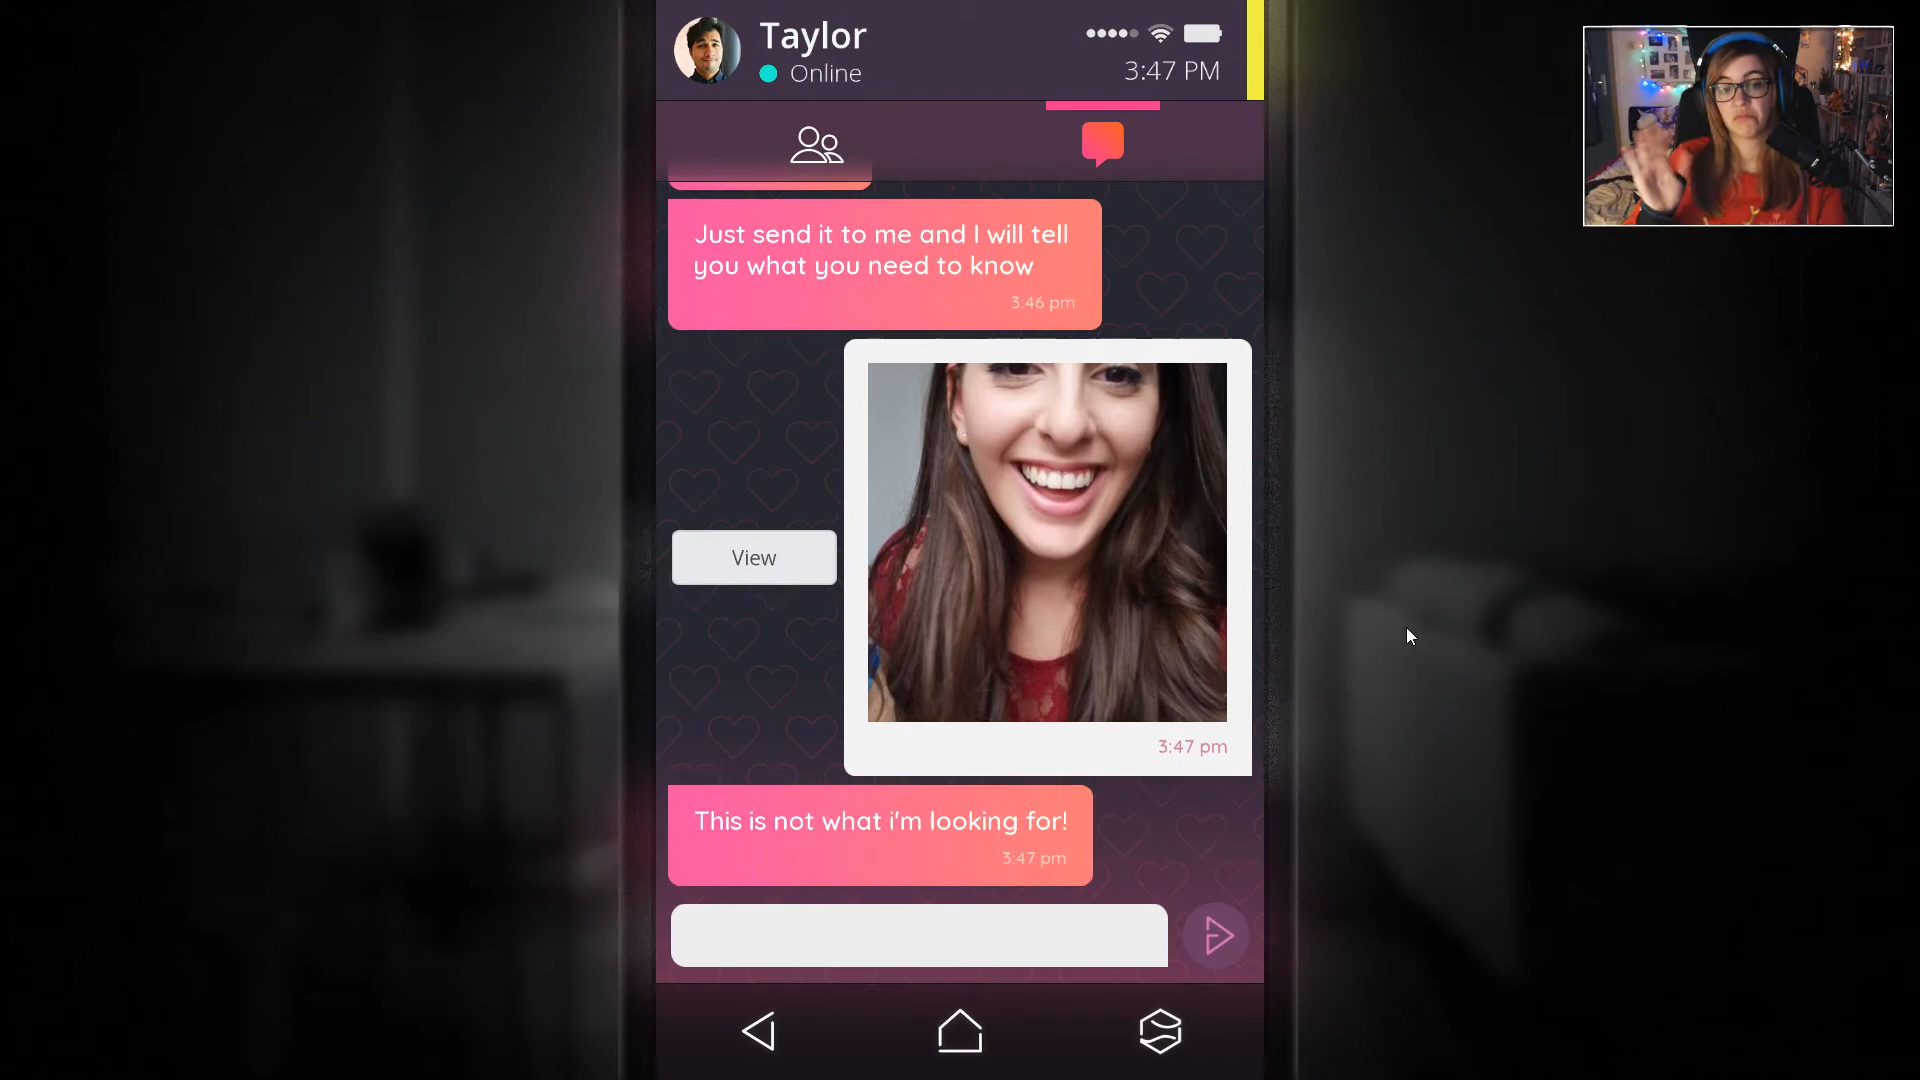 Taylor
Online
3:47 PM
Just send it to me and I will tell
you what you need to know
3:46 pm
View
3:47 pm
This is not what i'm looking for!
3:47 pm